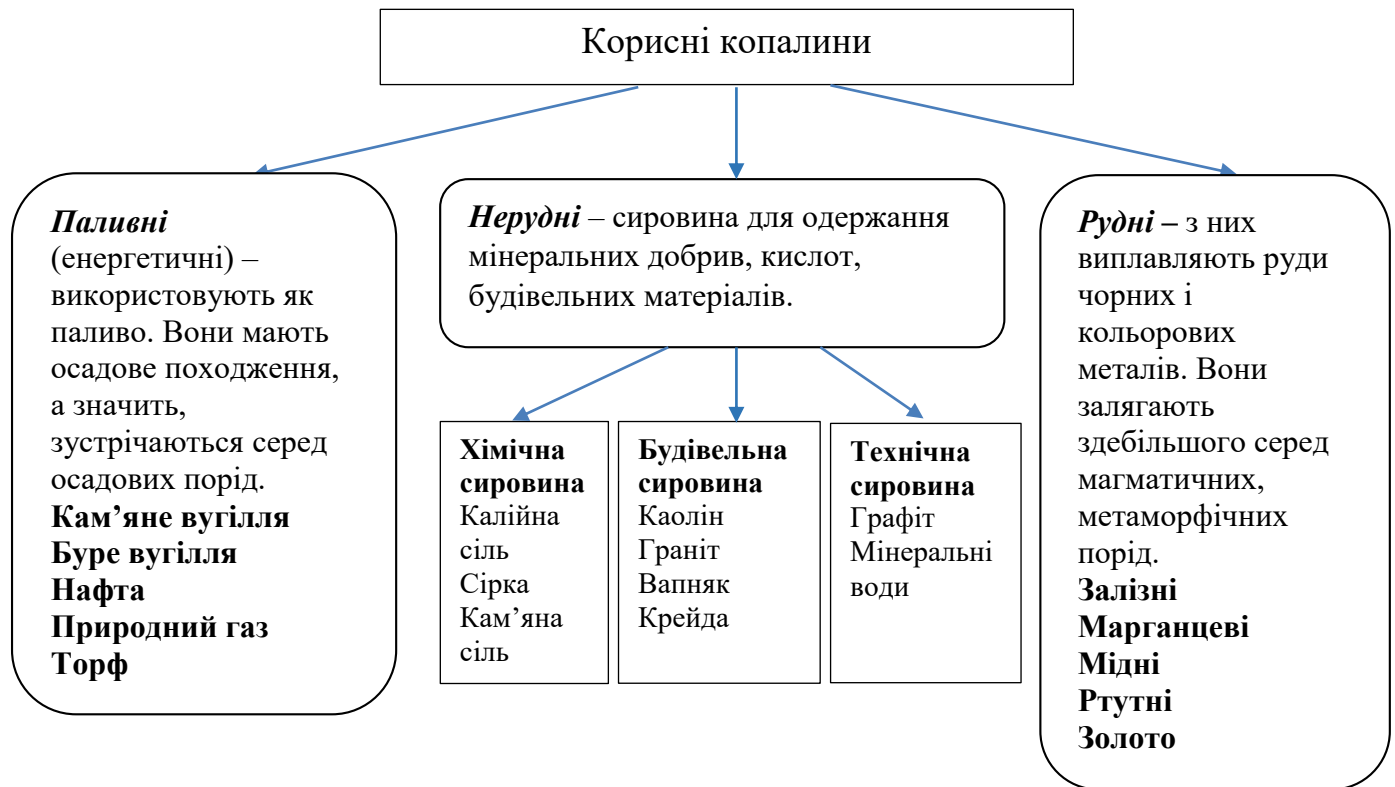 Корисні копалини
Паливні
(енергетичні) –
використовують як
паливо. Вони мають
осадове походження,
а значить,
зустрічаються серед
осадових порід.
Кам’яне вугілля
Буре вугілля
Нафта
Природний газ
Торф
Нерудні – сировина для одержання
мінеральних добрив, кислот,
будівельних матеріалів.
Хімічна
сировина
Калійна
сіль
Сірка
Кам’яна
сіль
Будівельна
сировина
Каолін
Граніт
Вапняк
Крейда
Технічна
сировина
Графіт
Мінеральні
води
Рудні – з них
виплавляють руди
чорних і
кольорових
металів. Вони
залягають
здебільшого серед
магматичних,
метаморфічних
порід.
Залізні
Марганцеві
Мідні
Ртутні
Золото